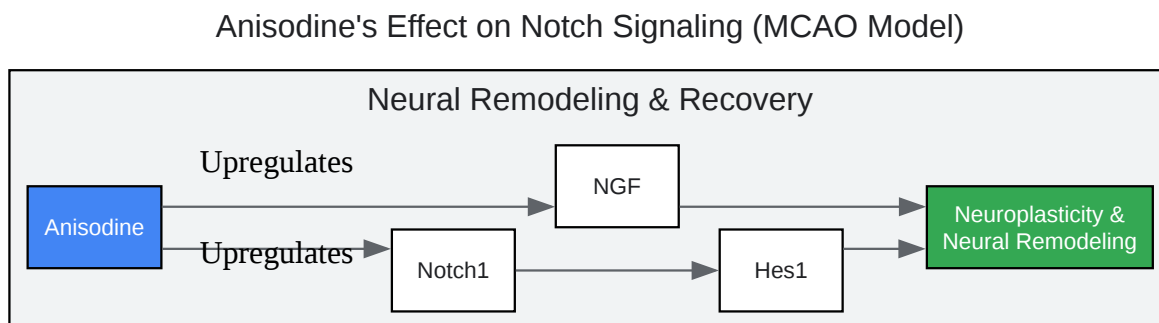 Anisodine's Effect on Notch Signaling (MCAO Model)
Neural Remodeling & Recovery
Upregulates
NGF
Anisodine
Neuroplasticity &
Neural Remodeling
Upregulates
Notch1
Hes1